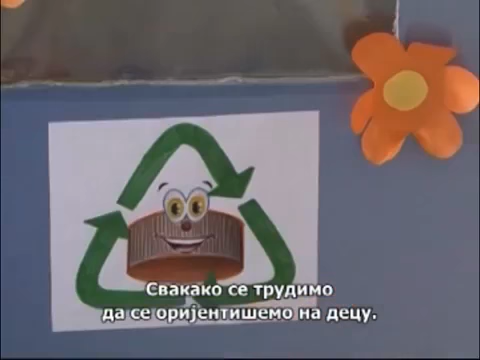 Свакако се трудимо
да се оријентишемо на децу.